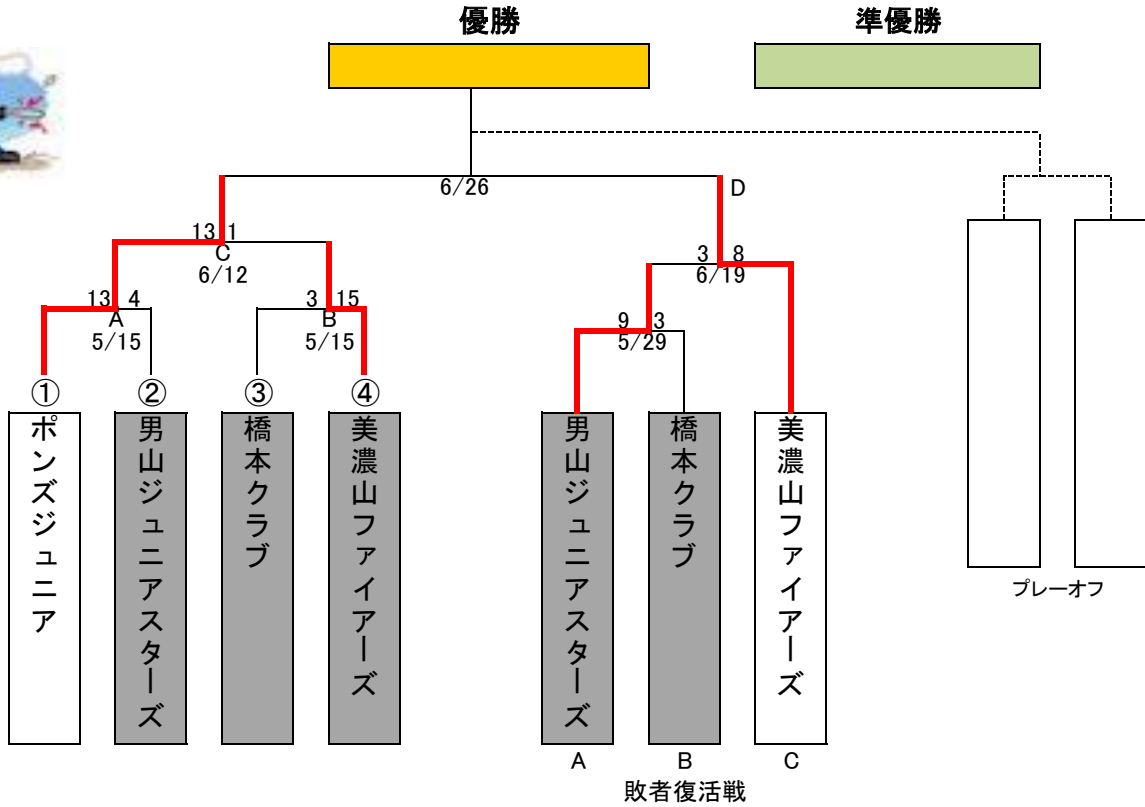 優勝
準優勝
6/26
D
13 1
C
6/12
3 8
6/19
13 4
A
5/15
3 15
B
5/15
9 3
5/29
①
②
③
④
ポンズジュニア
男山ジュニアスターズ
橋本クラブ
美濃山ファイアーズ
男山ジュニアスターズ
橋本クラブ
美濃山ファイアーズ
プレーオフ
A
B
C
敗者復活戦